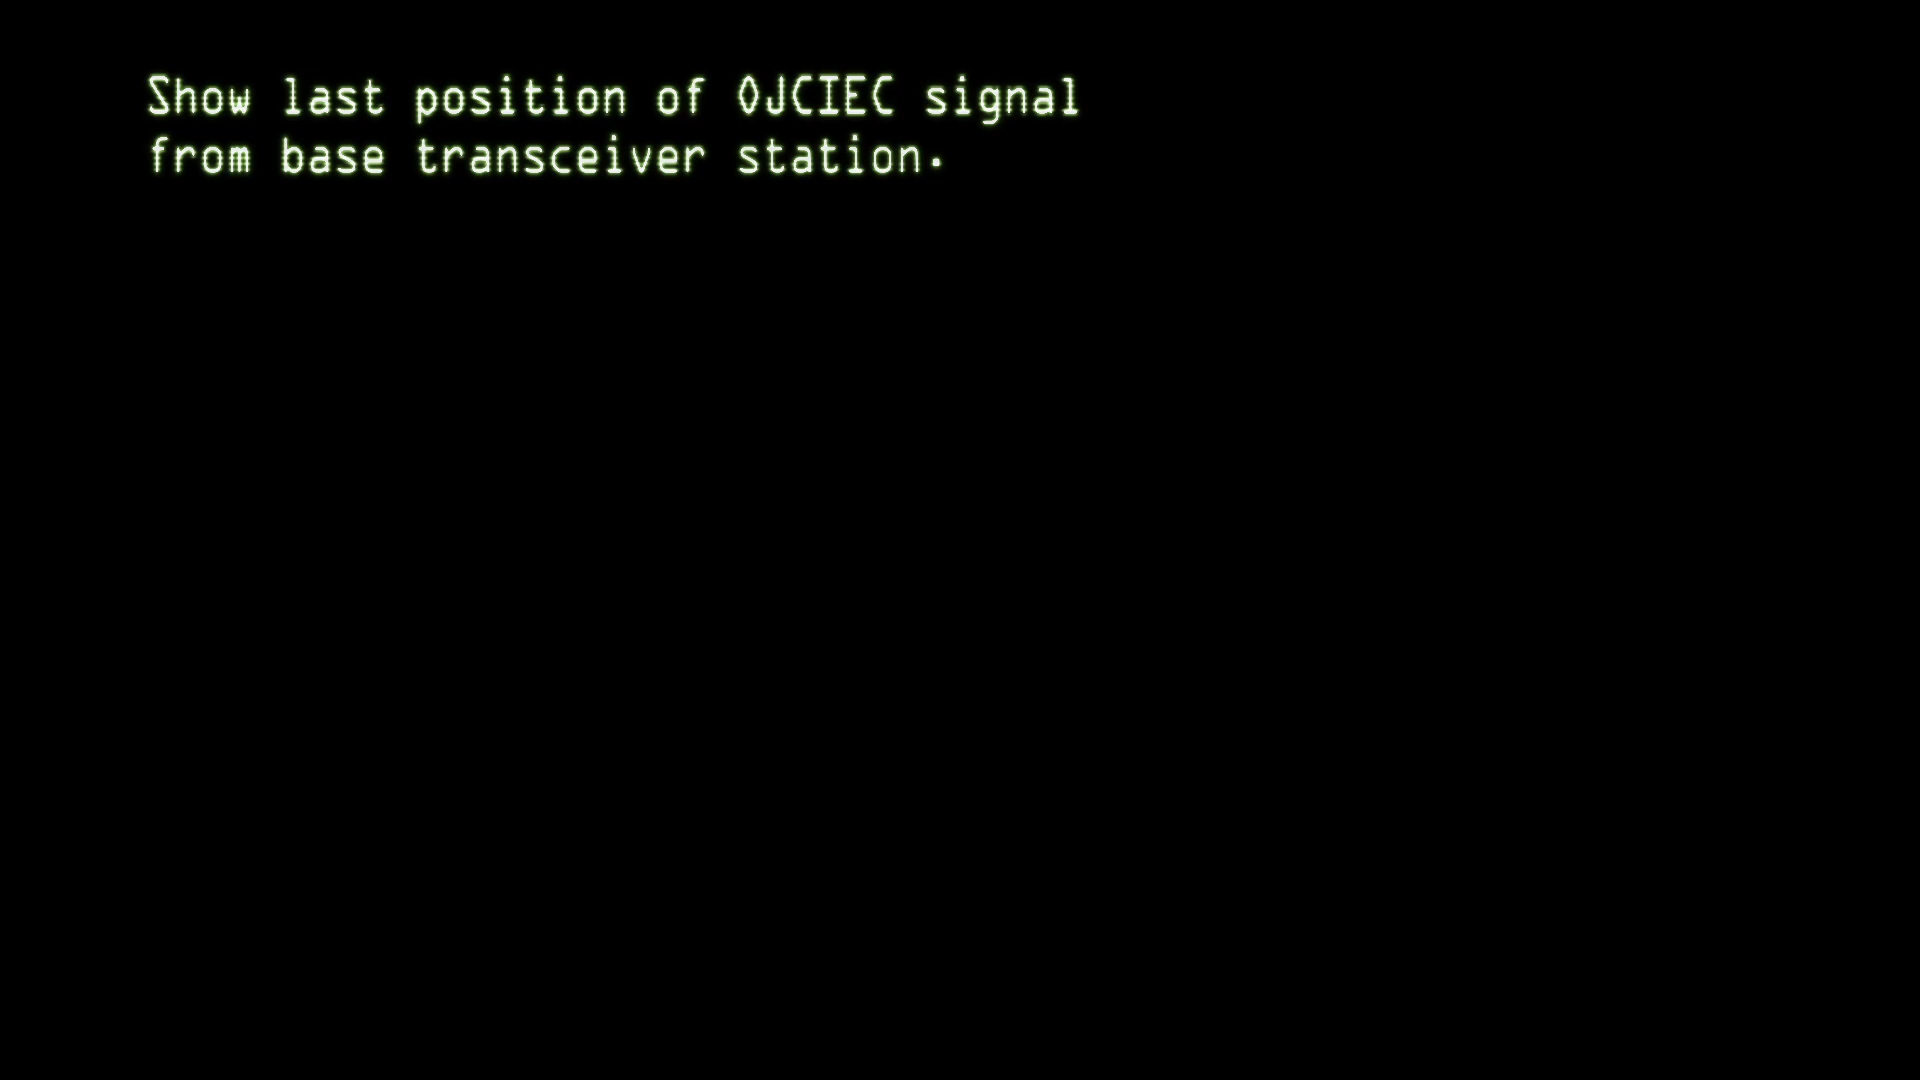 Show last position of OJCIEC signal
from base transceiver station.